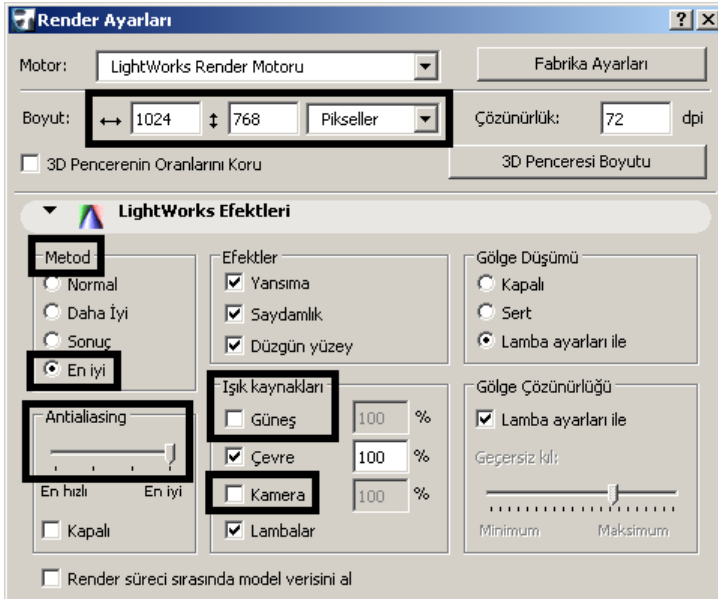 Render Ayarları
Motor: LightWorks Render Motoru Fabrika Ayarları
Boyut: 1024 768 Pikseller Çözünürlük: 72 dpi
3D Pencerenin Oranlarını Koru 3D Penceresi Boyutu
LightWorks Efektleri
Metod
Normal
Daha İyi
Sonuç
En iyi
Efektler
Yansıma
Saydamlık
Düzgün yüzey
Gölge Düşümü
Kapalı
Sert
Lamba ayarları ile
Antialiasing
En hızlı En iyi
Kapalı
Işık kaynakları
Güneş 100 %
Çevre 100 %
Kamera 100 %
Lambalar
Gölge Çözünürlüğü
Lamba ayarları ile
Geçersiz kıl:
Minimum Maksimum
Render süreci sırasında model verisini al